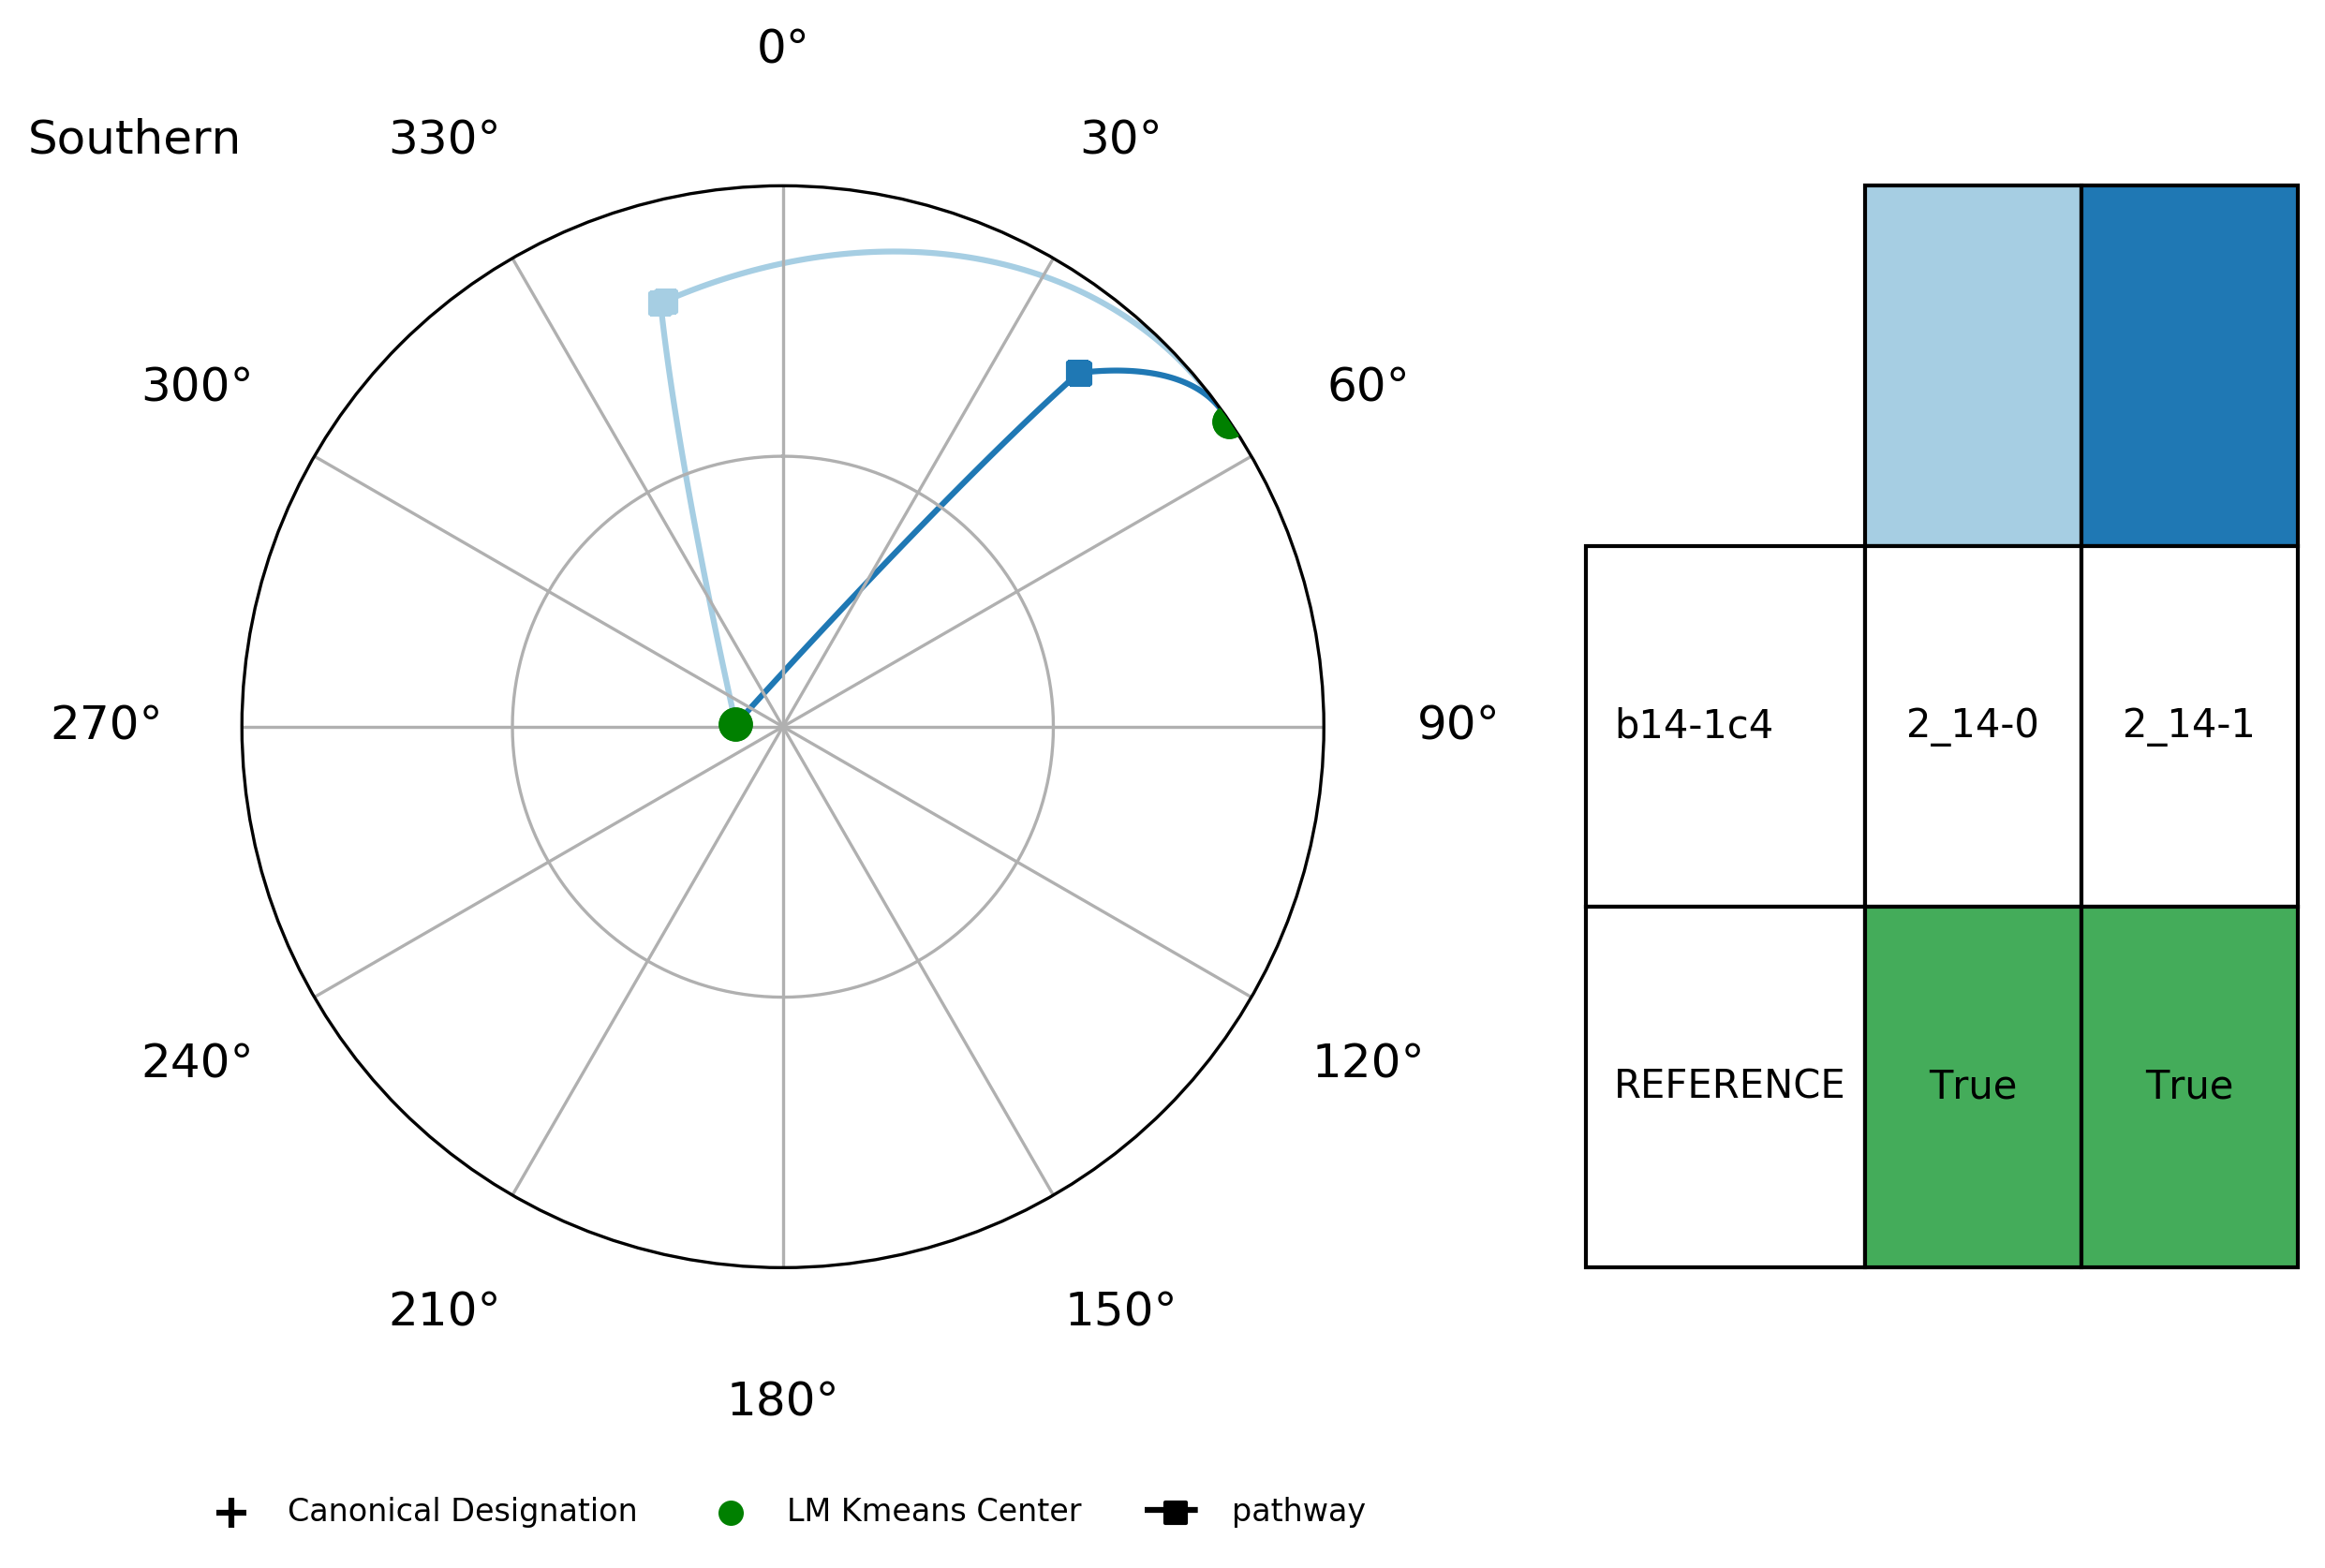 0°
Southern
330°
30°
300°
60°
270°
90°
b14-1c4
2_14-0
2_14-1
240°
120°
REFERENCE
True
True
210°
150°
180°
Canonical Designation
LM Kmeans Center
pathway